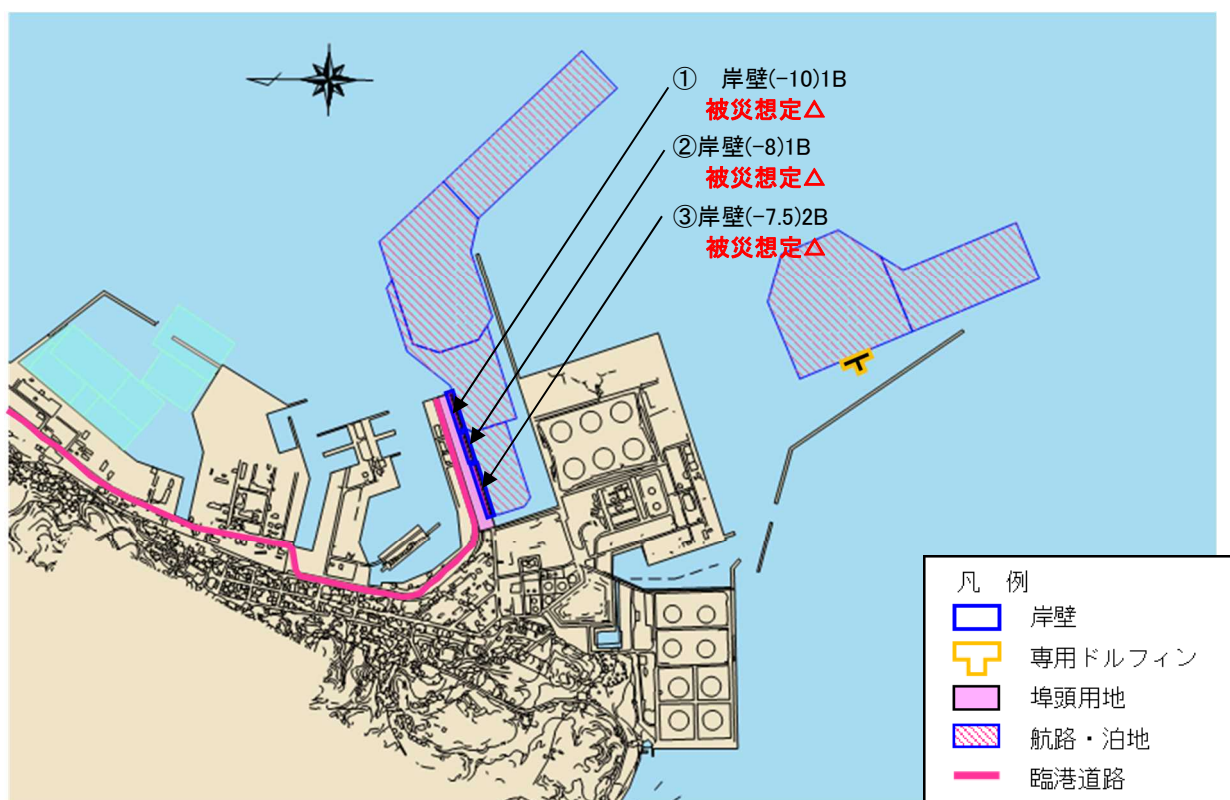 ① 岸壁(-10)1B
被災想定△
②岸壁(-8)1B
被災想定△
③岸壁(-7.5)2B
被災想定△
凡 例
岸壁
専用ドルフィン
埠頭用地
航路・泊地
臨港道路